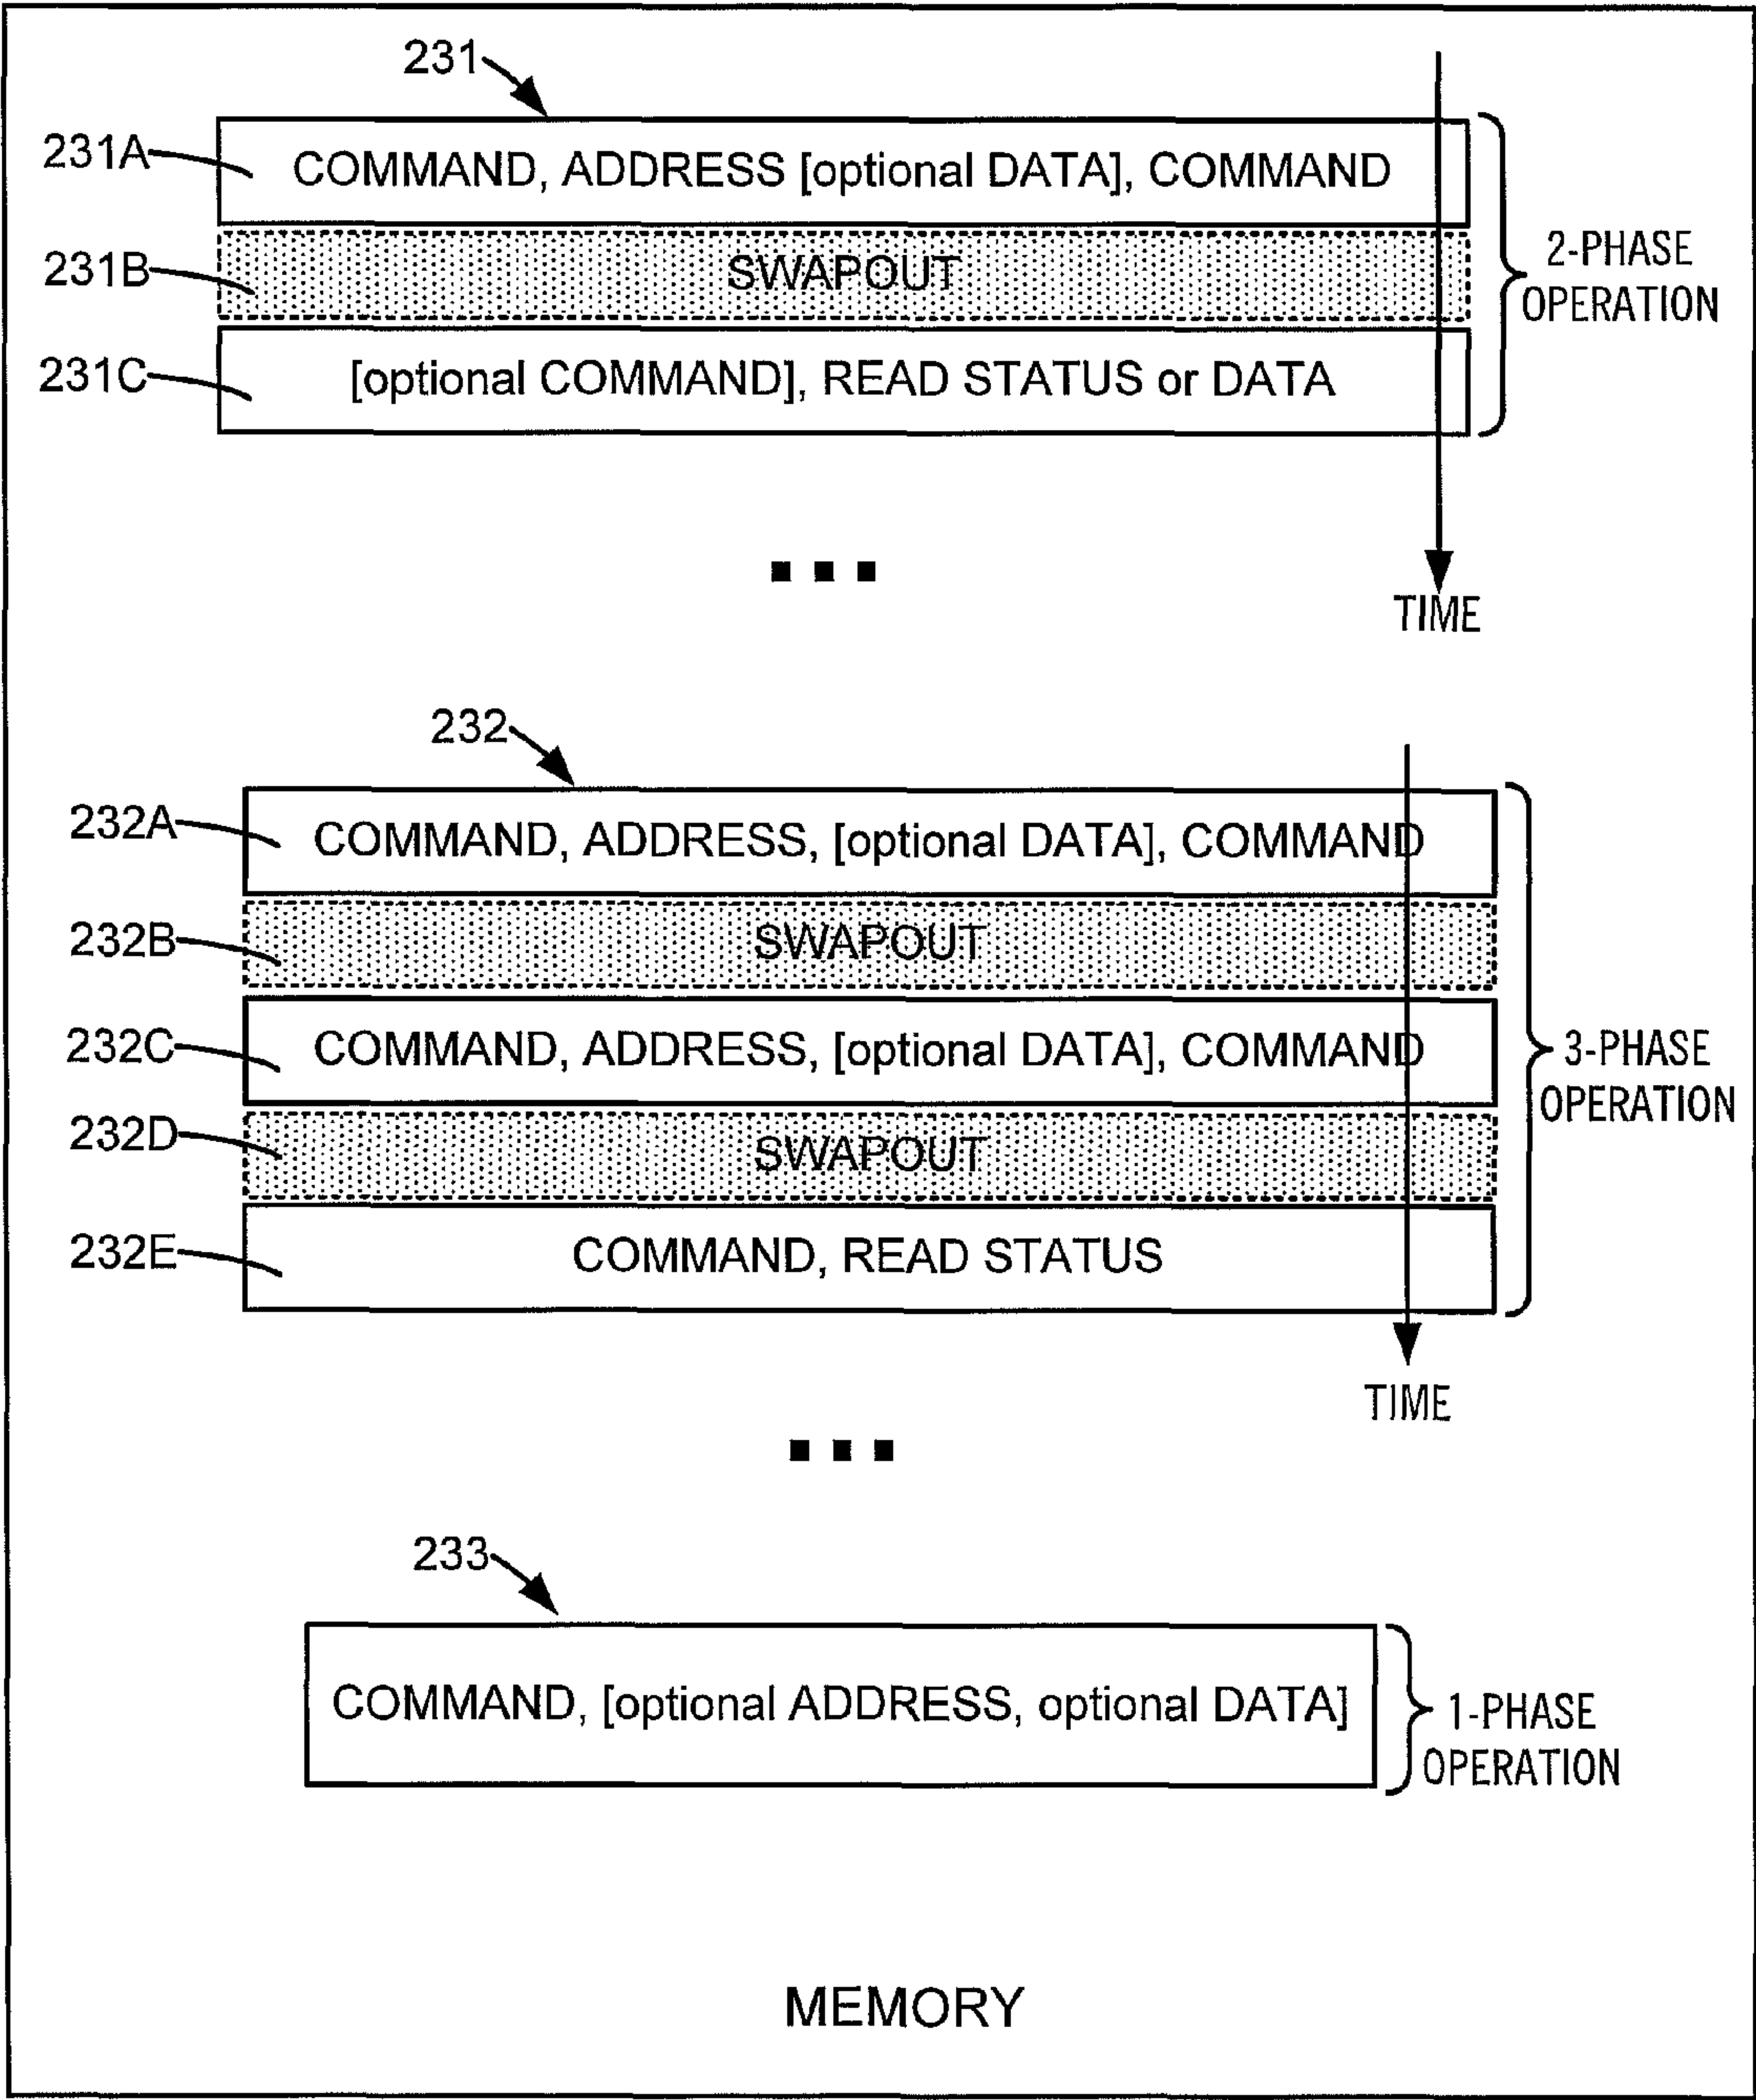 231
231A
COMMAND, ADDRESS [optional DATA], COMMAND
231B
SWAPOUT
2-PHASE
OPERATION
231C
[optional COMMAND], READ STATUS or DATA
TIME
232
232A
COMMAND, ADDRESS, [optional DATA], COMMAND
232B
SWAPOUT
232C
COMMAND, ADDRESS, [optional DATA], COMMAND
3-PHASE
OPERATION
232D
SWAPOUT
232E
COMMAND, READ STATUS
TIME
233
COMMAND, [optional ADDRESS, optional DATA]
1-PHASE
OPERATION
MEMORY